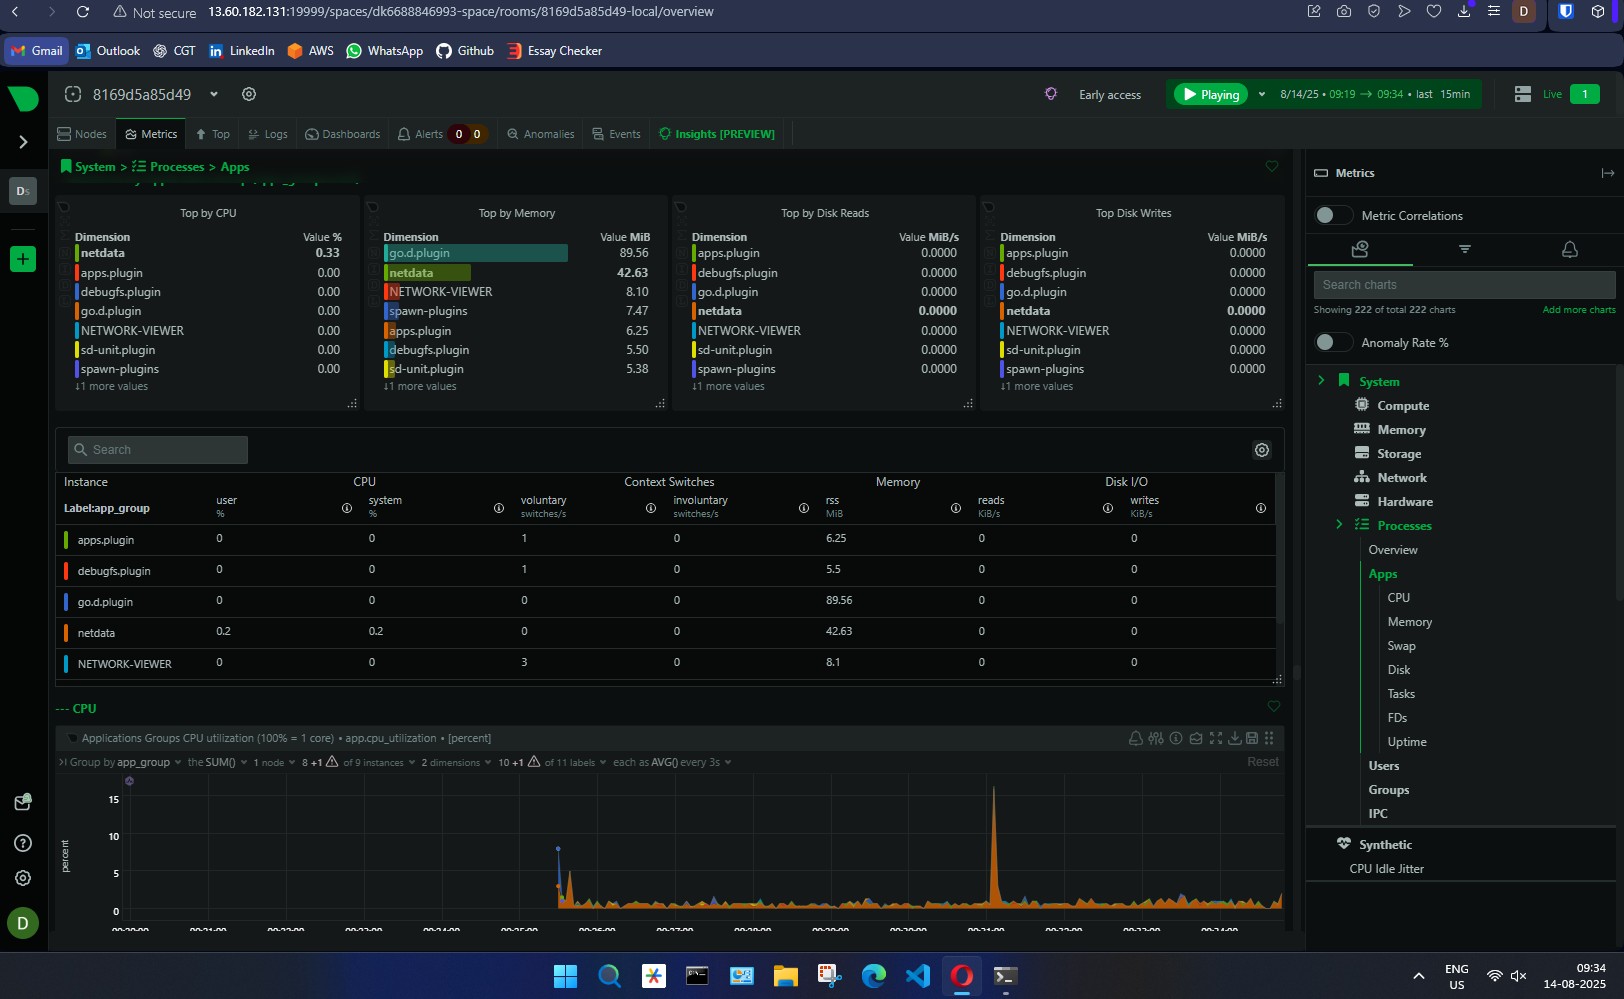 Not secure 13.60.182.131:19999/spaces/dk6688846993-space/rooms/8169d5a85d49-local/overview
D
Gmail Outlook CGT LinkedIn AWS WhatsApp Github Essay Checker
8169d5a85d49 Early access Playing 8/14/25 • 09:19 → 09:34 • last 15min Live 1
Nodes Metrics Top Logs Dashboards Alerts 0 0 Anomalies Events Insights [PREVIEW]
System > Processes > Apps
Ds
Top by CPU
Dimension Value %
netdata 0.33
apps.plugin 0.00
debugfs.plugin 0.00
go.d.plugin 0.00
NETWORK-VIEWER 0.00
sd-unit.plugin 0.00
spawn-plugins 0.00
↓1 more values
Top by Memory
Dimension Value MiB
go.d.plugin 89.56
netdata 42.63
NETWORK-VIEWER 8.10
spawn-plugins 7.47
apps.plugin 6.25
debugfs.plugin 5.50
sd-unit.plugin 5.38
↓1 more values
Top by Disk Reads
Dimension Value MiB/s
apps.plugin 0.0000
debugfs.plugin 0.0000
go.d.plugin 0.0000
netdata 0.0000
NETWORK-VIEWER 0.0000
sd-unit.plugin 0.0000
spawn-plugins 0.0000
↓1 more values
Top Disk Writes
Dimension Value MiB/s
apps.plugin 0.0000
debugfs.plugin 0.0000
go.d.plugin 0.0000
netdata 0.0000
NETWORK-VIEWER 0.0000
sd-unit.plugin 0.0000
spawn-plugins 0.0000
↓1 more values
Search
Instance CPU Context Switches Memory Disk I/O
Label:app_group user system voluntary involuntary rss reads writes
% % switches/s switches/s MiB KiB/s KiB/s
apps.plugin 0 0 1 0 6.25 0 0
debugfs.plugin 0 0 1 0 5.5 0 0
go.d.plugin 0 0 0 0 89.56 0 0
netdata 0.2 0.2 0 0 42.63 0 0
NETWORK-VIEWER 0 0 3 0 8.1 0 0
--- CPU
Applications Groups CPU utilization (100% = 1 core) • app.cpu_utilization • [percent]
Group by app_group the SUM() 1 node 8 +1 of 9 instances 2 dimensions 10 +1 of 11 labels each as AVG() every 3s Reset
15
10
5
0
percent
D
Metrics
Metric Correlations
Search charts
Showing 222 of total 222 charts Add more charts
Anomaly Rate %
System
Compute
Memory
Storage
Network
Hardware
Processes
Overview
Apps
CPU
Memory
Swap
Disk
Tasks
FDs
Uptime
Users
Groups
IPC
Synthetic
CPU Idle Jitter
ENG
US
09:34
14-08-2025